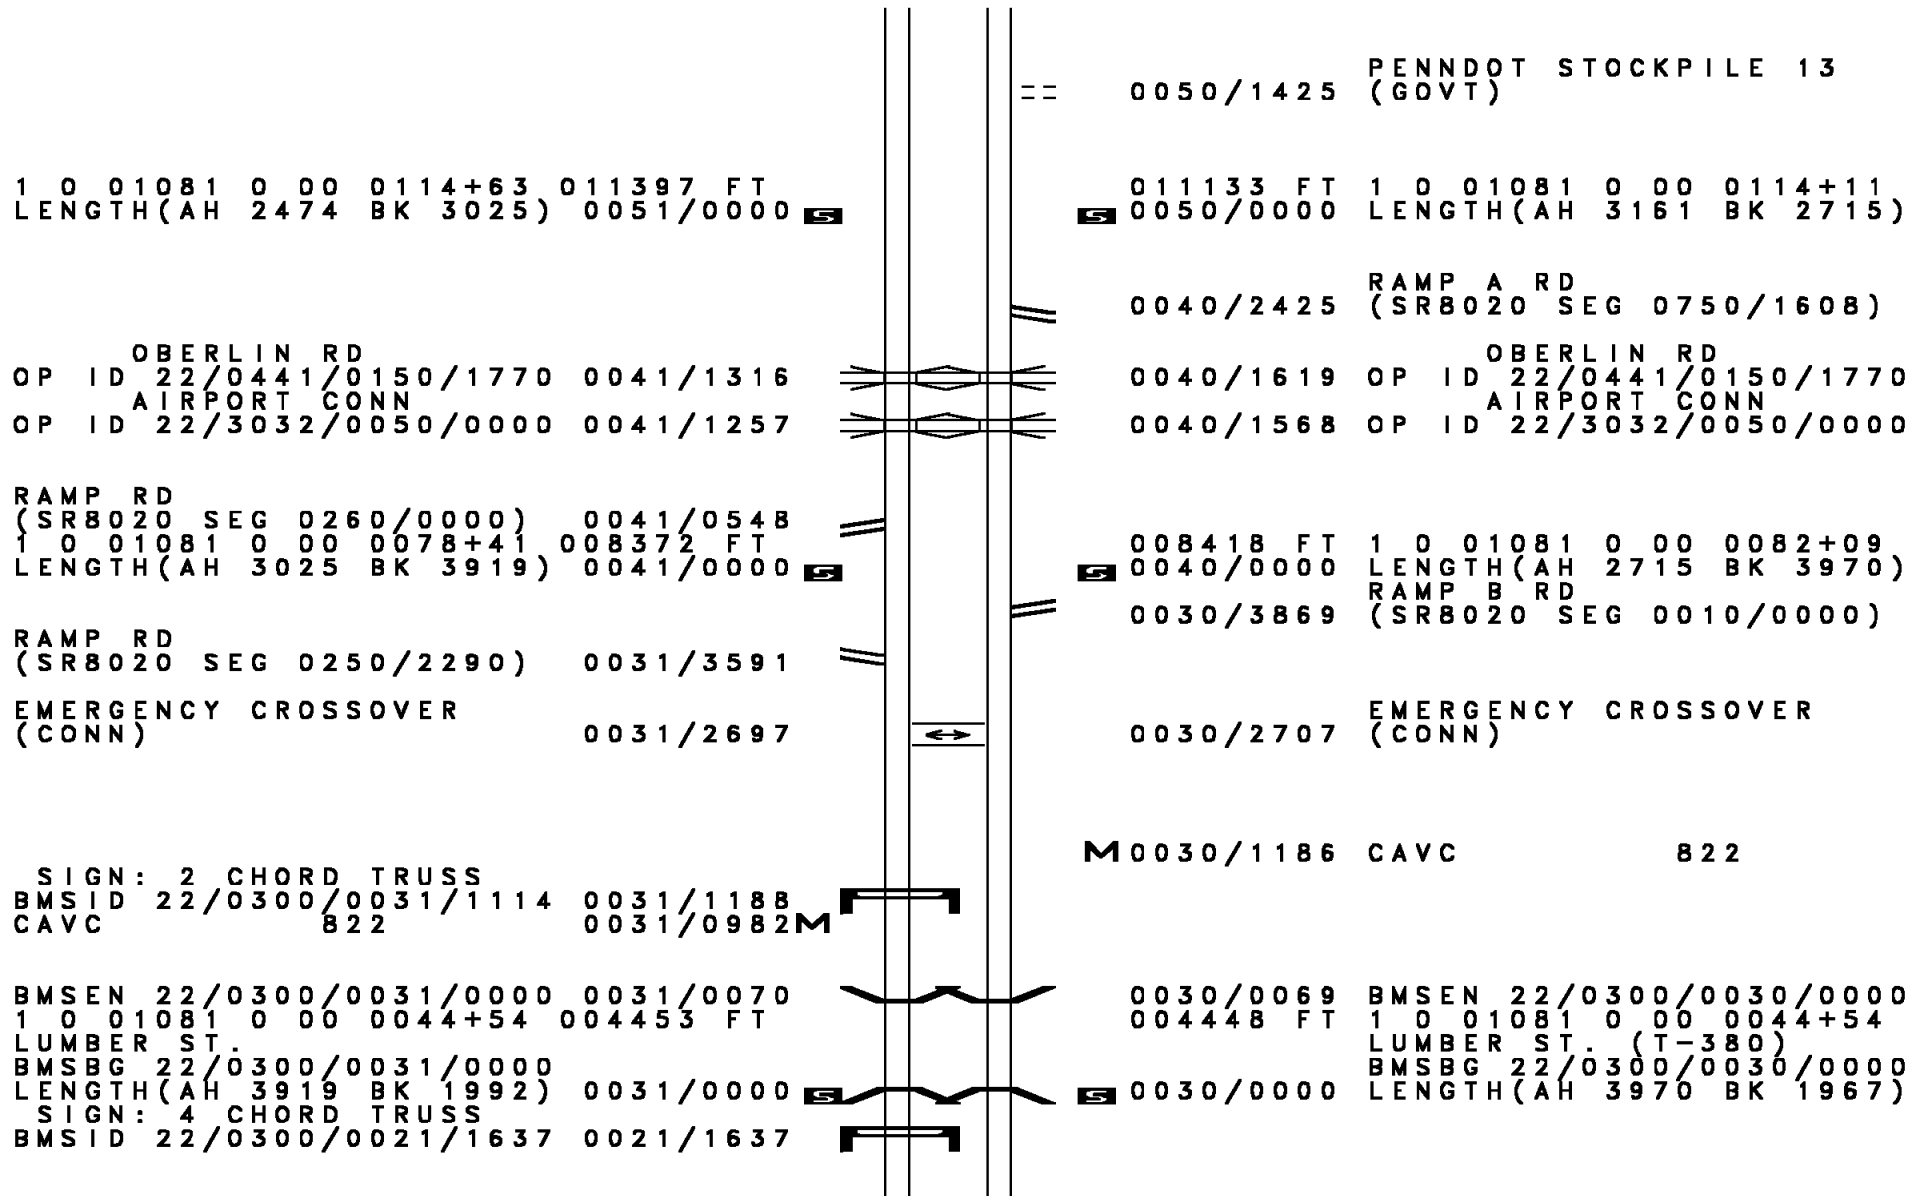 PENNDOT STOCKPILE 13
0050/1425 (GOVT)
1 0 01081 0 00 0114+63 011397 FT 011133 FT 1 0 01081 0 00 0114+11
LENGTH(AH 2474 BK 3025) 0051/0000 S S 0050/0000 LENGTH(AH 3161 BK 2715)
RAMP A RD
0040/2425 (SR8020 SEG 0750/1608)
OBERLIN RD OBERLIN RD
OP ID 22/0441/0150/1770 0041/1316 0040/1619 OP ID 22/0441/0150/1770
AIRPORT CONN AIRPORT CONN
OP ID 22/3032/0050/0000 0041/1257 0040/1568 OP ID 22/3032/0050/0000
RAMP RD
(SR8020 SEG 0260/0000) 0041/0548
1 0 01081 0 00 0078+41 008372 FT 008418 FT 1 0 01081 0 00 0082+09
LENGTH(AH 3025 BK 3919) 0041/0000 S S 0040/0000 LENGTH(AH 2715 BK 3970)
RAMP B RD
0030/3869 (SR8020 SEG 0010/0000)
RAMP RD
(SR8020 SEG 0250/2290) 0031/3591
EMERGENCY CROSSOVER EMERGENCY CROSSOVER
(CONN) 0031/2697 0030/2707 (CONN)
M 0030/1186 CAVC 822
SIGN: 2 CHORD TRUSS
BMSID 22/0300/0031/1114 0031/1188
CAVC 822 0031/0982 M
BMSEN 22/0300/0031/0000 0031/0070 0030/0069 BMSEN 22/0300/0030/0000
1 0 01081 0 00 0044+54 004453 FT 004448 FT 1 0 01081 0 00 0044+54
LUMBER ST. LUMBER ST. (T-380)
BMSBG 22/0300/0031/0000 BMSBG 22/0300/0030/0000
LENGTH(AH 3919 BK 1992) 0031/0000 S S 0030/0000 LENGTH(AH 3970 BK 1967)
SIGN: 4 CHORD TRUSS
BMSID 22/0300/0021/1637 0021/1637